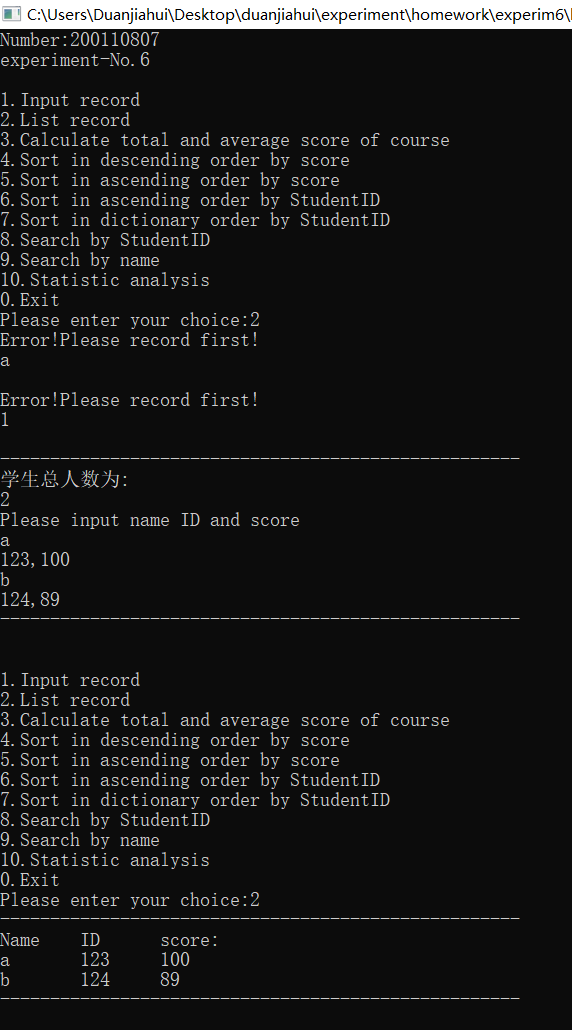 C:\Users\Duanjiahui\Desktop\duanjiahui\experiment\homework\experim6\
Number:200110807
experiment-No.6
1.Input record
2.List record
3.Calculate total and average score of course
4.Sort in descending order by score
5.Sort in ascending order by score
6.Sort in ascending order by StudentID
7.Sort in dictionary order by StudentID
8.Search by StudentID
9.Search by name
10.Statistic analysis
0.Exit
Please enter your choice:2
Error!Please record first!
a
Error!Please record first!
1
----------------------------------------------------
学生总人数为:
2
Please input name ID and score
a
123,100
b
124,89
----------------------------------------------------
1.Input record
2.List record
3.Calculate total and average score of course
4.Sort in descending order by score
5.Sort in ascending order by score
6.Sort in ascending order by StudentID
7.Sort in dictionary order by StudentID
8.Search by StudentID
9.Search by name
10.Statistic analysis
0.Exit
Please enter your choice:2
----------------------------------------------------
Name    ID      score:
a       123     100
b       124     89
----------------------------------------------------